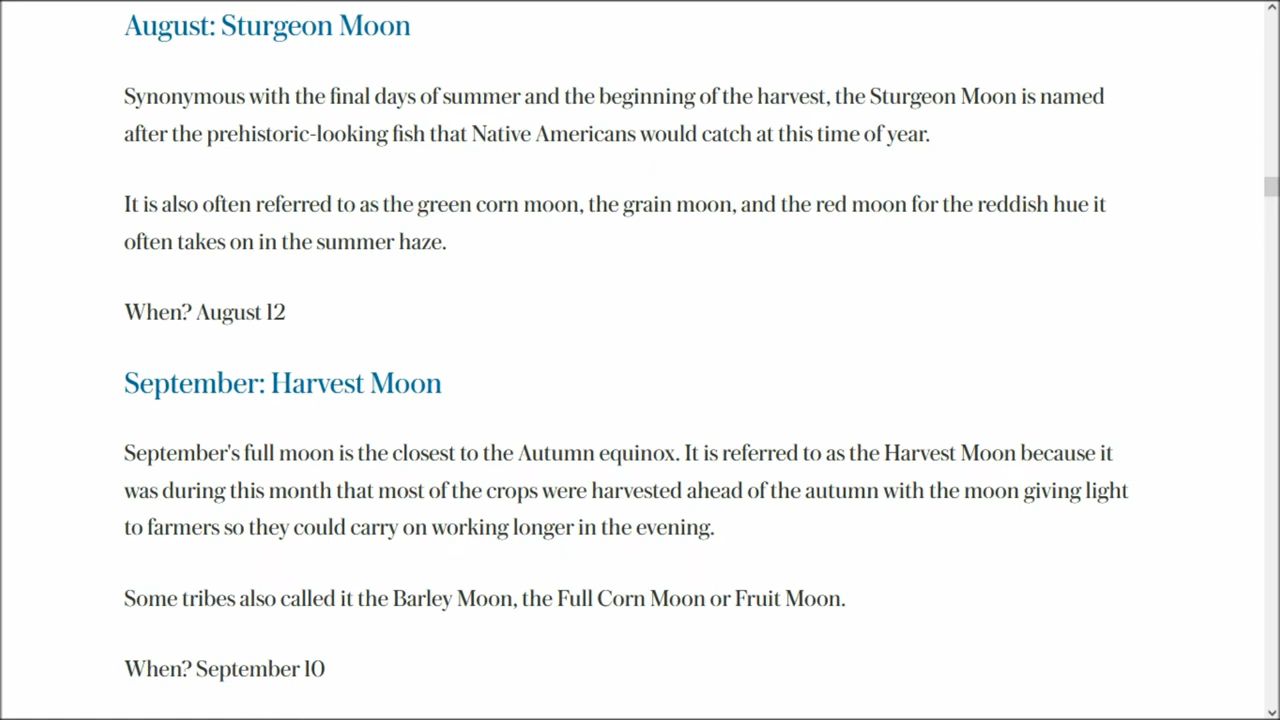 August: Sturgeon Moon
Synonymous with the final days of summer and the beginning of the harvest, the Sturgeon Moon is named
after the prehistoric-looking fish that Native Americans would catch at this time of year.
It is also often referred to as the green corn moon, the grain moon, and the red moon for the reddish hue it
often takes on in the summer haze.
When? August 12
September: Harvest Moon
September's full moon is the closest to the Autumn equinox. It is referred to as the Harvest Moon because it
was during this month that most of the crops were harvested ahead of the autumn with the moon giving light
to farmers so they could carry on working longer in the evening.
Some tribes also called it the Barley Moon, the Full Corn Moon or Fruit Moon.
When? September 10